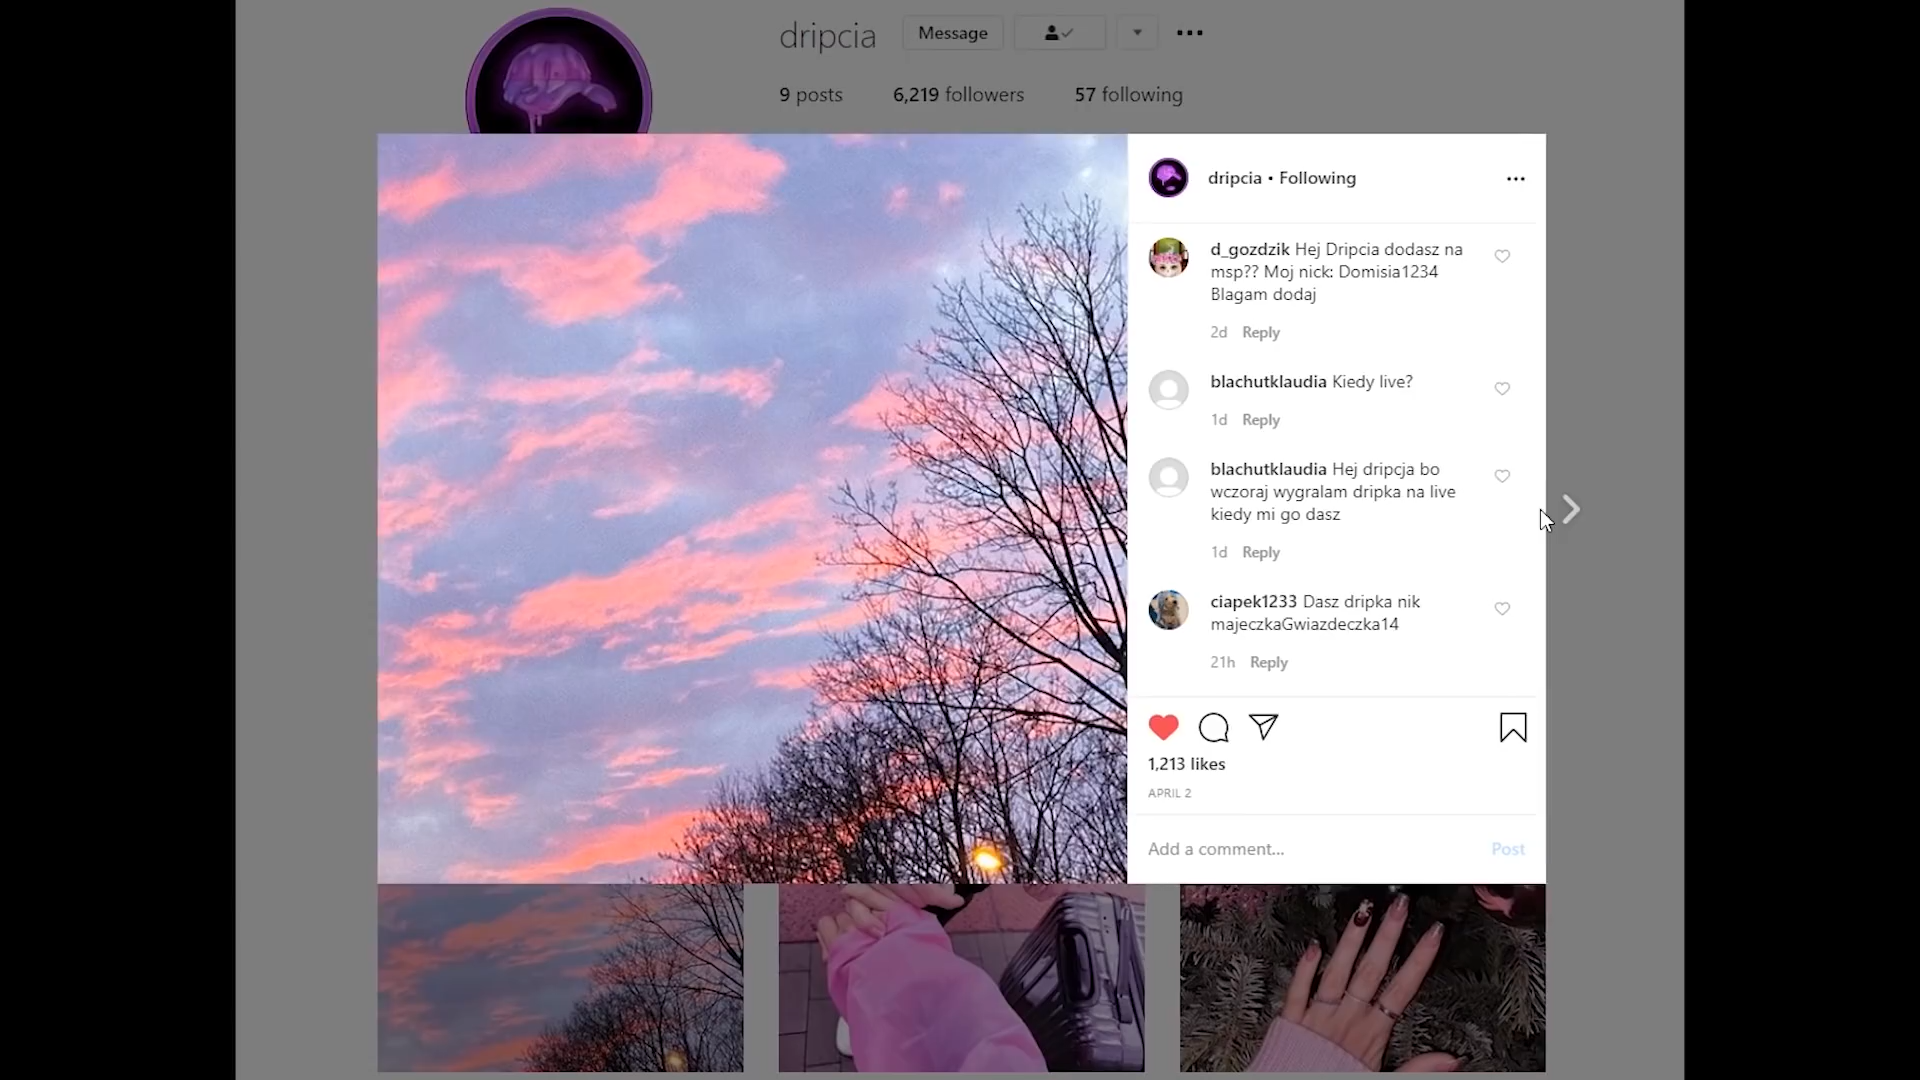 dripcia Message
9 posts 6,219 followers 57 following
dripcia • Following
d_gozdzik Hej Dripcia dodasz na
msp?? Moj nick: Domisia1234
Blagam dodaj
2d Reply
blachutklaudia Kiedy live?
1d Reply
blachutklaudia Hej dripcja bo
wczoraj wygralam dripka na live
kiedy mi go dasz
1d Reply
ciapek1233 Dasz dripka nik
majeczkaGwiazdeczka14
21h Reply
1,213 likes
APRIL 2
Add a comment... Post